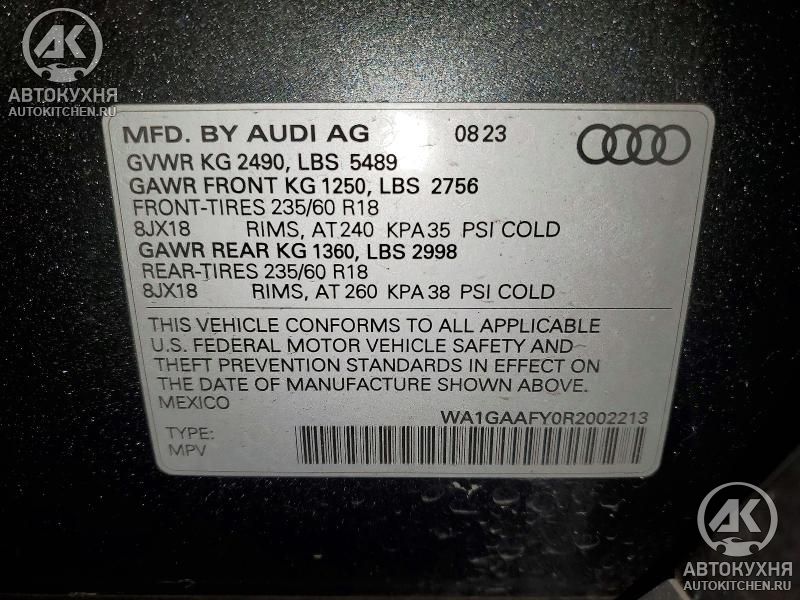 АК
АВТОКУХНЯ
AUTOKITCHEN.RU
MFD. BY AUDI AG 0823
GVWR KG 2490, LBS 5489
GAWR FRONT KG 1250, LBS 2756
FRONT-TIRES 235/60 R18
8JX18 RIMS, AT 240 KPA 35 PSI COLD
GAWR REAR KG 1360, LBS 2998
REAR-TIRES 235/60 R18
8JX18 RIMS, AT 260 KPA 38 PSI COLD
THIS VEHICLE CONFORMS TO ALL APPLICABLE
U.S. FEDERAL MOTOR VEHICLE SAFETY AND
THEFT PREVENTION STANDARDS IN EFFECT ON
THE DATE OF MANUFACTURE SHOWN ABOVE.
MEXICO
WA1GAAFY0R2002213
TYPE:
MPV
АК
АВТОКУХНЯ
AUTOKITCHEN.RU